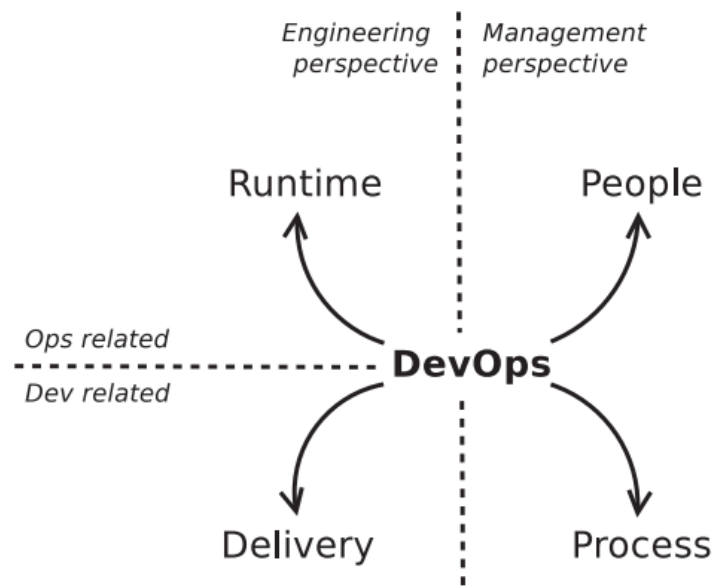 Engineering
perspective
Management
perspective
Runtime
People
Ops related
DevOps
Dev related
Delivery
Process